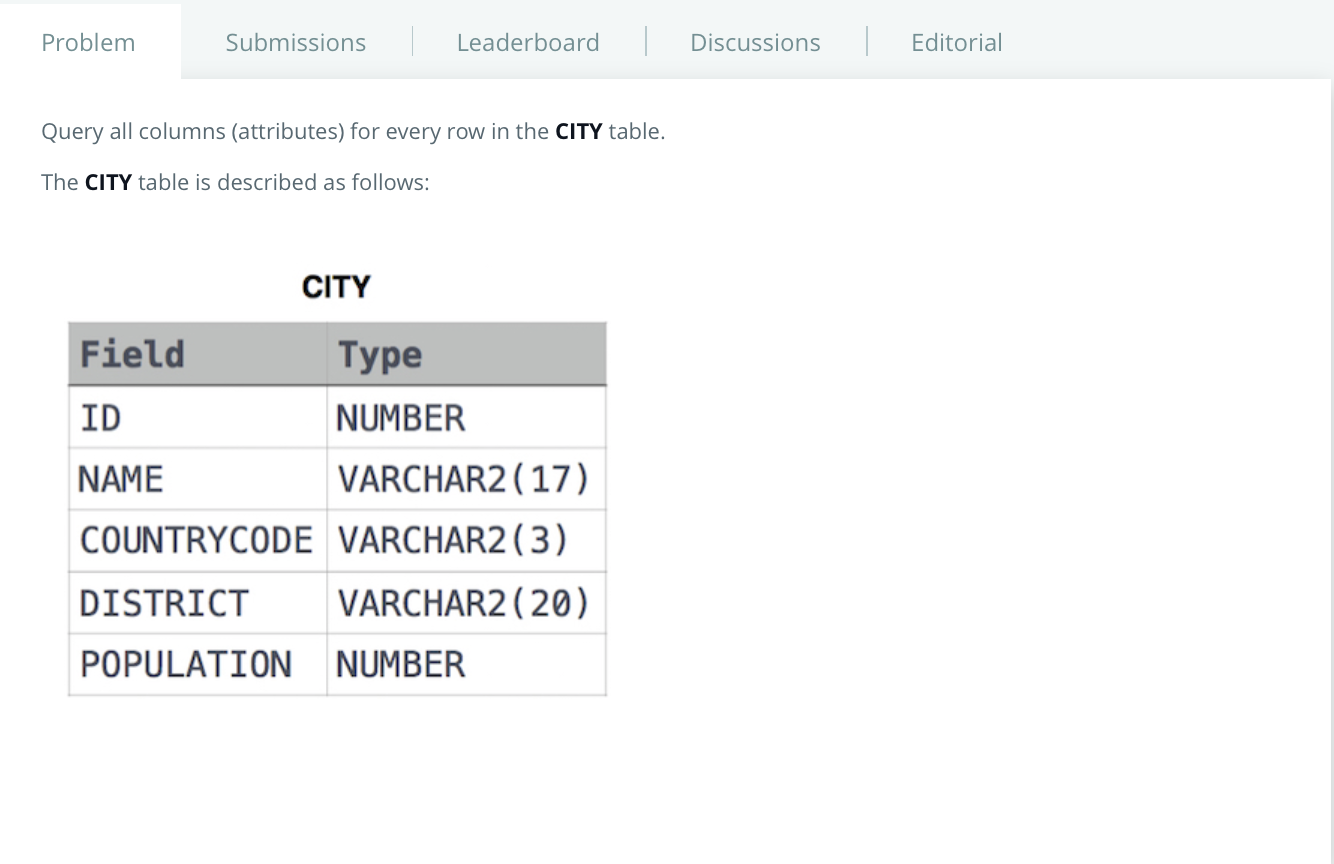 Problem Submissions Leaderboard Discussions Editorial
Query all columns (attributes) for every row in the CITY table.
The CITY table is described as follows:
CITY
Field Type
ID NUMBER
NAME VARCHAR2(17)
COUNTRYCODE VARCHAR2(3)
DISTRICT VARCHAR2(20)
POPULATION NUMBER